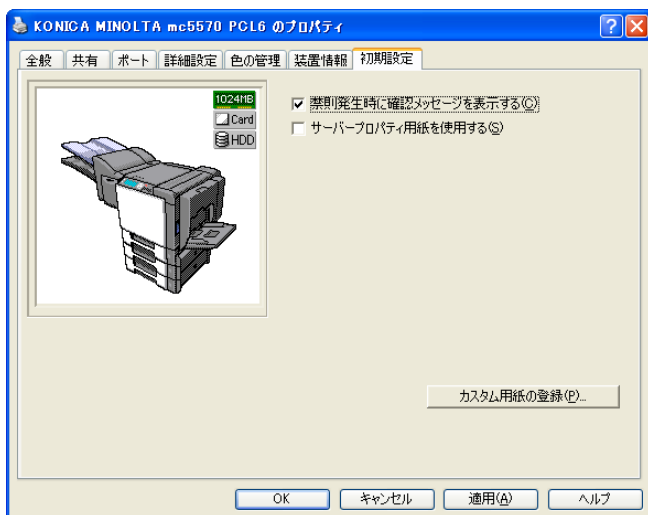 KONICA MINOLTA mc5570 PCL6 のプロパティ
全般 共有 ポート 詳細設定 色の管理 装置情報 初期設定
1024MB
Card
HDD
禁則発生時に確認メッセージを表示する(C)
サーバープロパティ用紙を使用する(S)
カスタム用紙の登録(P)...
OK キャンセル 適用(A) ヘルプ